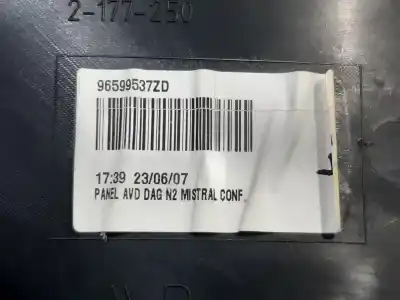 2-177-250
96599537ZD
17:39 23/06/07
PANEL AVD DAG N2 MISTRAL CONF